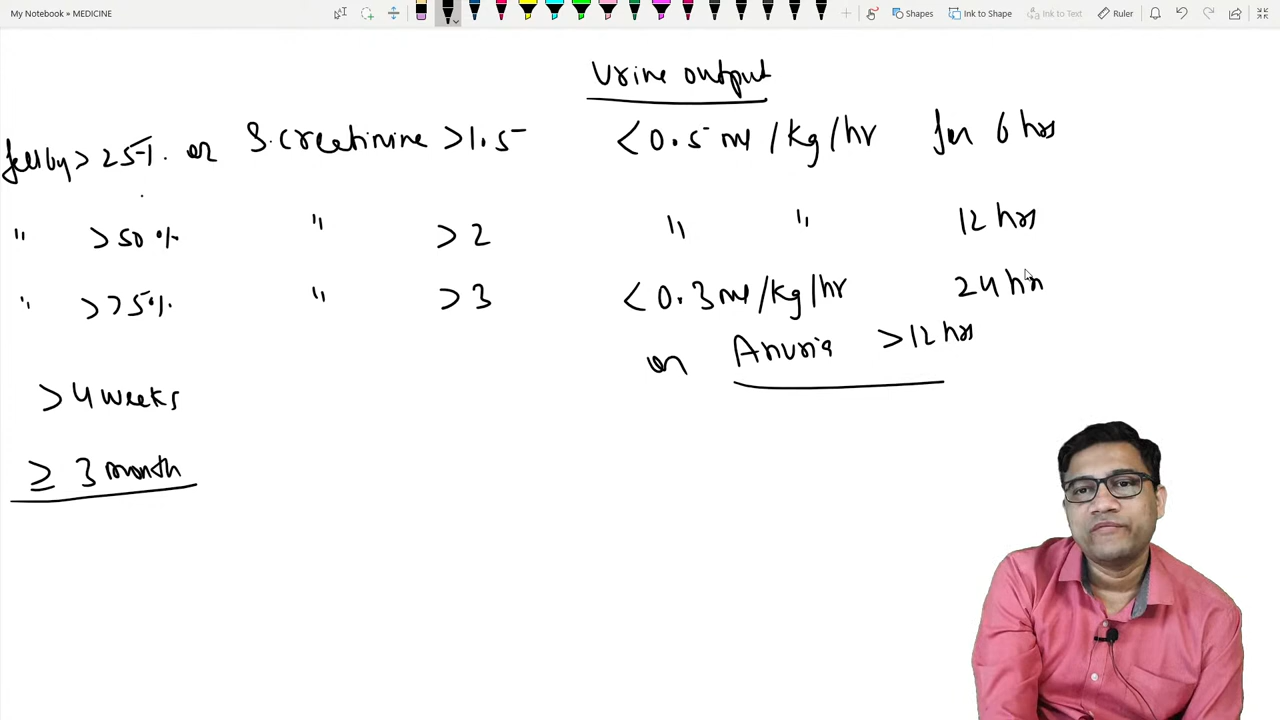 My Notebook » MEDICINE
Shapes Ink to Shape Ink to Text Ruler
Urine output
fell by > 25%. or S. creatinine > 1.5 < 0.5 ml / kg / hr for 6 hrs
" > 50 % " > 2 " " 12 hrs
" > 75%. " > 3 < 0.3 ml / kg / hr 24 hr
or Anuria > 12 hrs
> 4 weeks
≥ 3 month